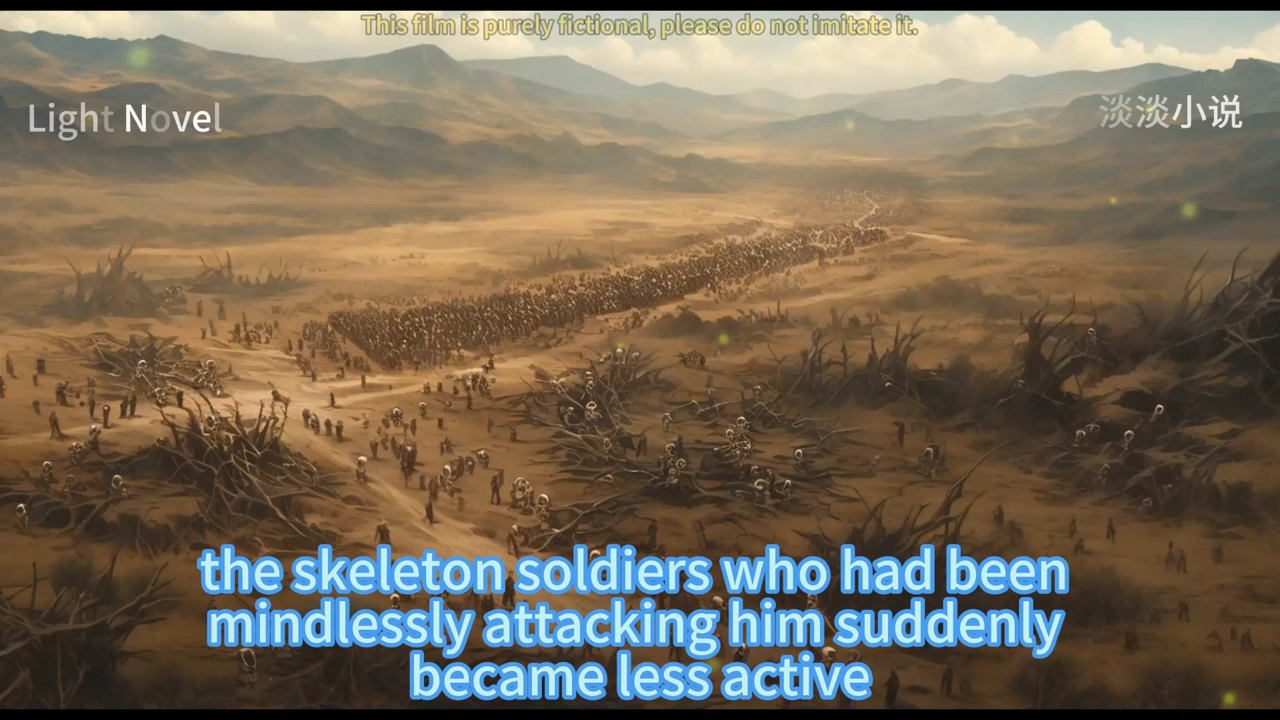 This film is purely fictional, please do not imitate it.
Light Novel
淡淡小说
the skeleton soldiers who had been
mindlessly attacking him suddenly
became less active